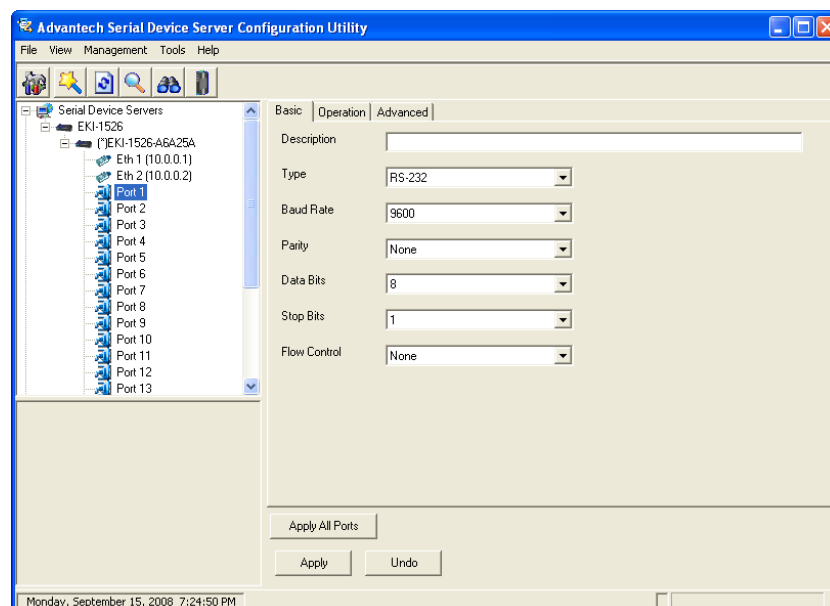 Advantech Serial Device Server Configuration Utility
File View Management Tools Help
Serial Device Servers
EKI-1526
(*)EKI-1526-A6A25A
Eth 1 (10.0.0.1)
Eth 2 (10.0.0.2)
Port 1
Port 2
Port 3
Port 4
Port 5
Port 6
Port 7
Port 8
Port 9
Port 10
Port 11
Port 12
Port 13
Basic Operation Advanced
Description
Type RS-232
Baud Rate 9600
Parity None
Data Bits 8
Stop Bits 1
Flow Control None
Apply All Ports
Apply Undo
Monday, September 15, 2008 7:24:50 PM